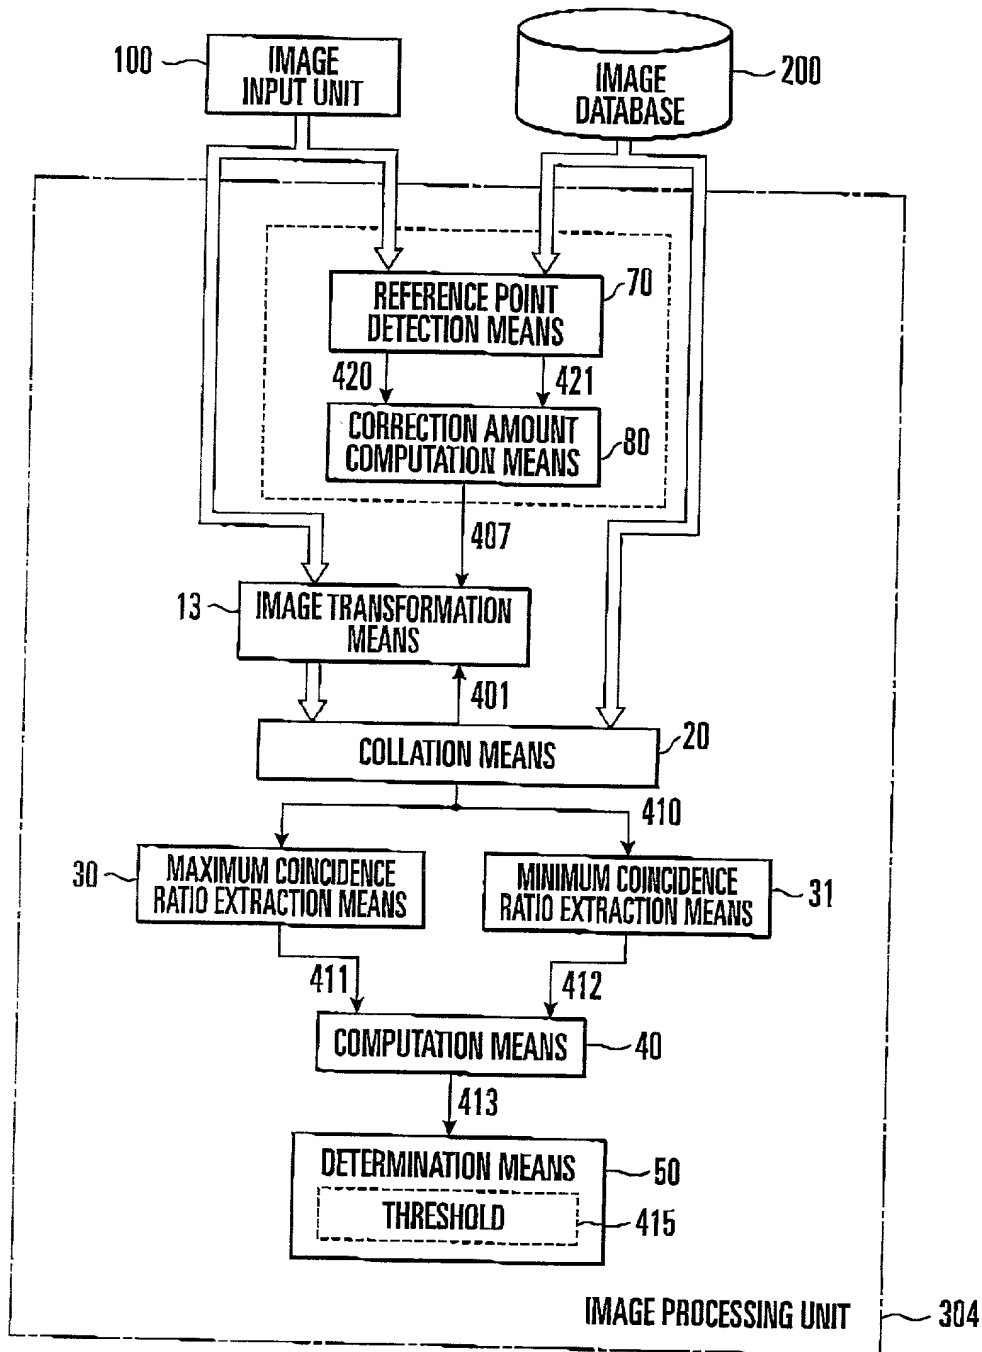 100
IMAGE
INPUT UNIT
IMAGE
DATABASE
200
REFERENCE POINT
DETECTION MEANS
70
420
421
CORRECTION AMOUNT
COMPUTATION MEANS
80
407
13
IMAGE TRANSFORMATION
MEANS
401
COLLATION MEANS
20
410
30
MAXIMUM COINCIDENCE
RATIO EXTRACTION MEANS
MINIMUM COINCIDENCE
RATIO EXTRACTION MEANS
31
411
412
COMPUTATION MEANS
40
413
DETERMINATION MEANS
50
THRESHOLD
415
IMAGE PROCESSING UNIT
304